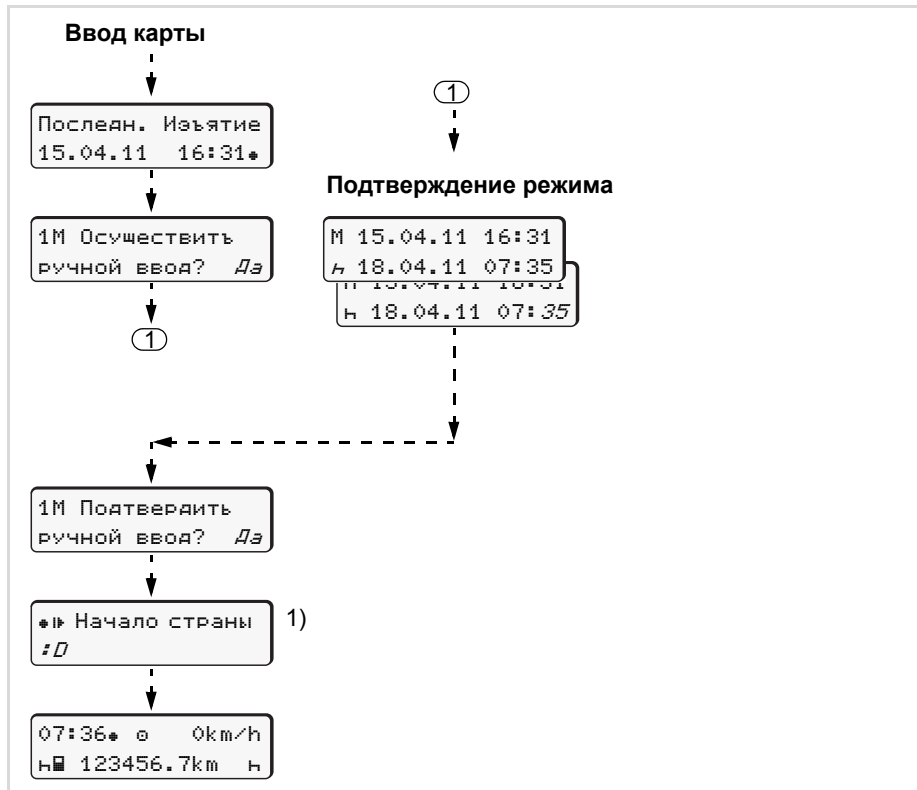 Ввод карты
Последн. Изъятие
15.04.11 16:31
1M Осуществить
ручной ввод? Да
1
1
Подтверждение режима
M 15.04.11 16:31
18.04.11 07:35
18.04.11 07:35
1M Подтвердить
ручной ввод? Да
Начало страны
:D
1)
07:36 0km/h
123456.7km